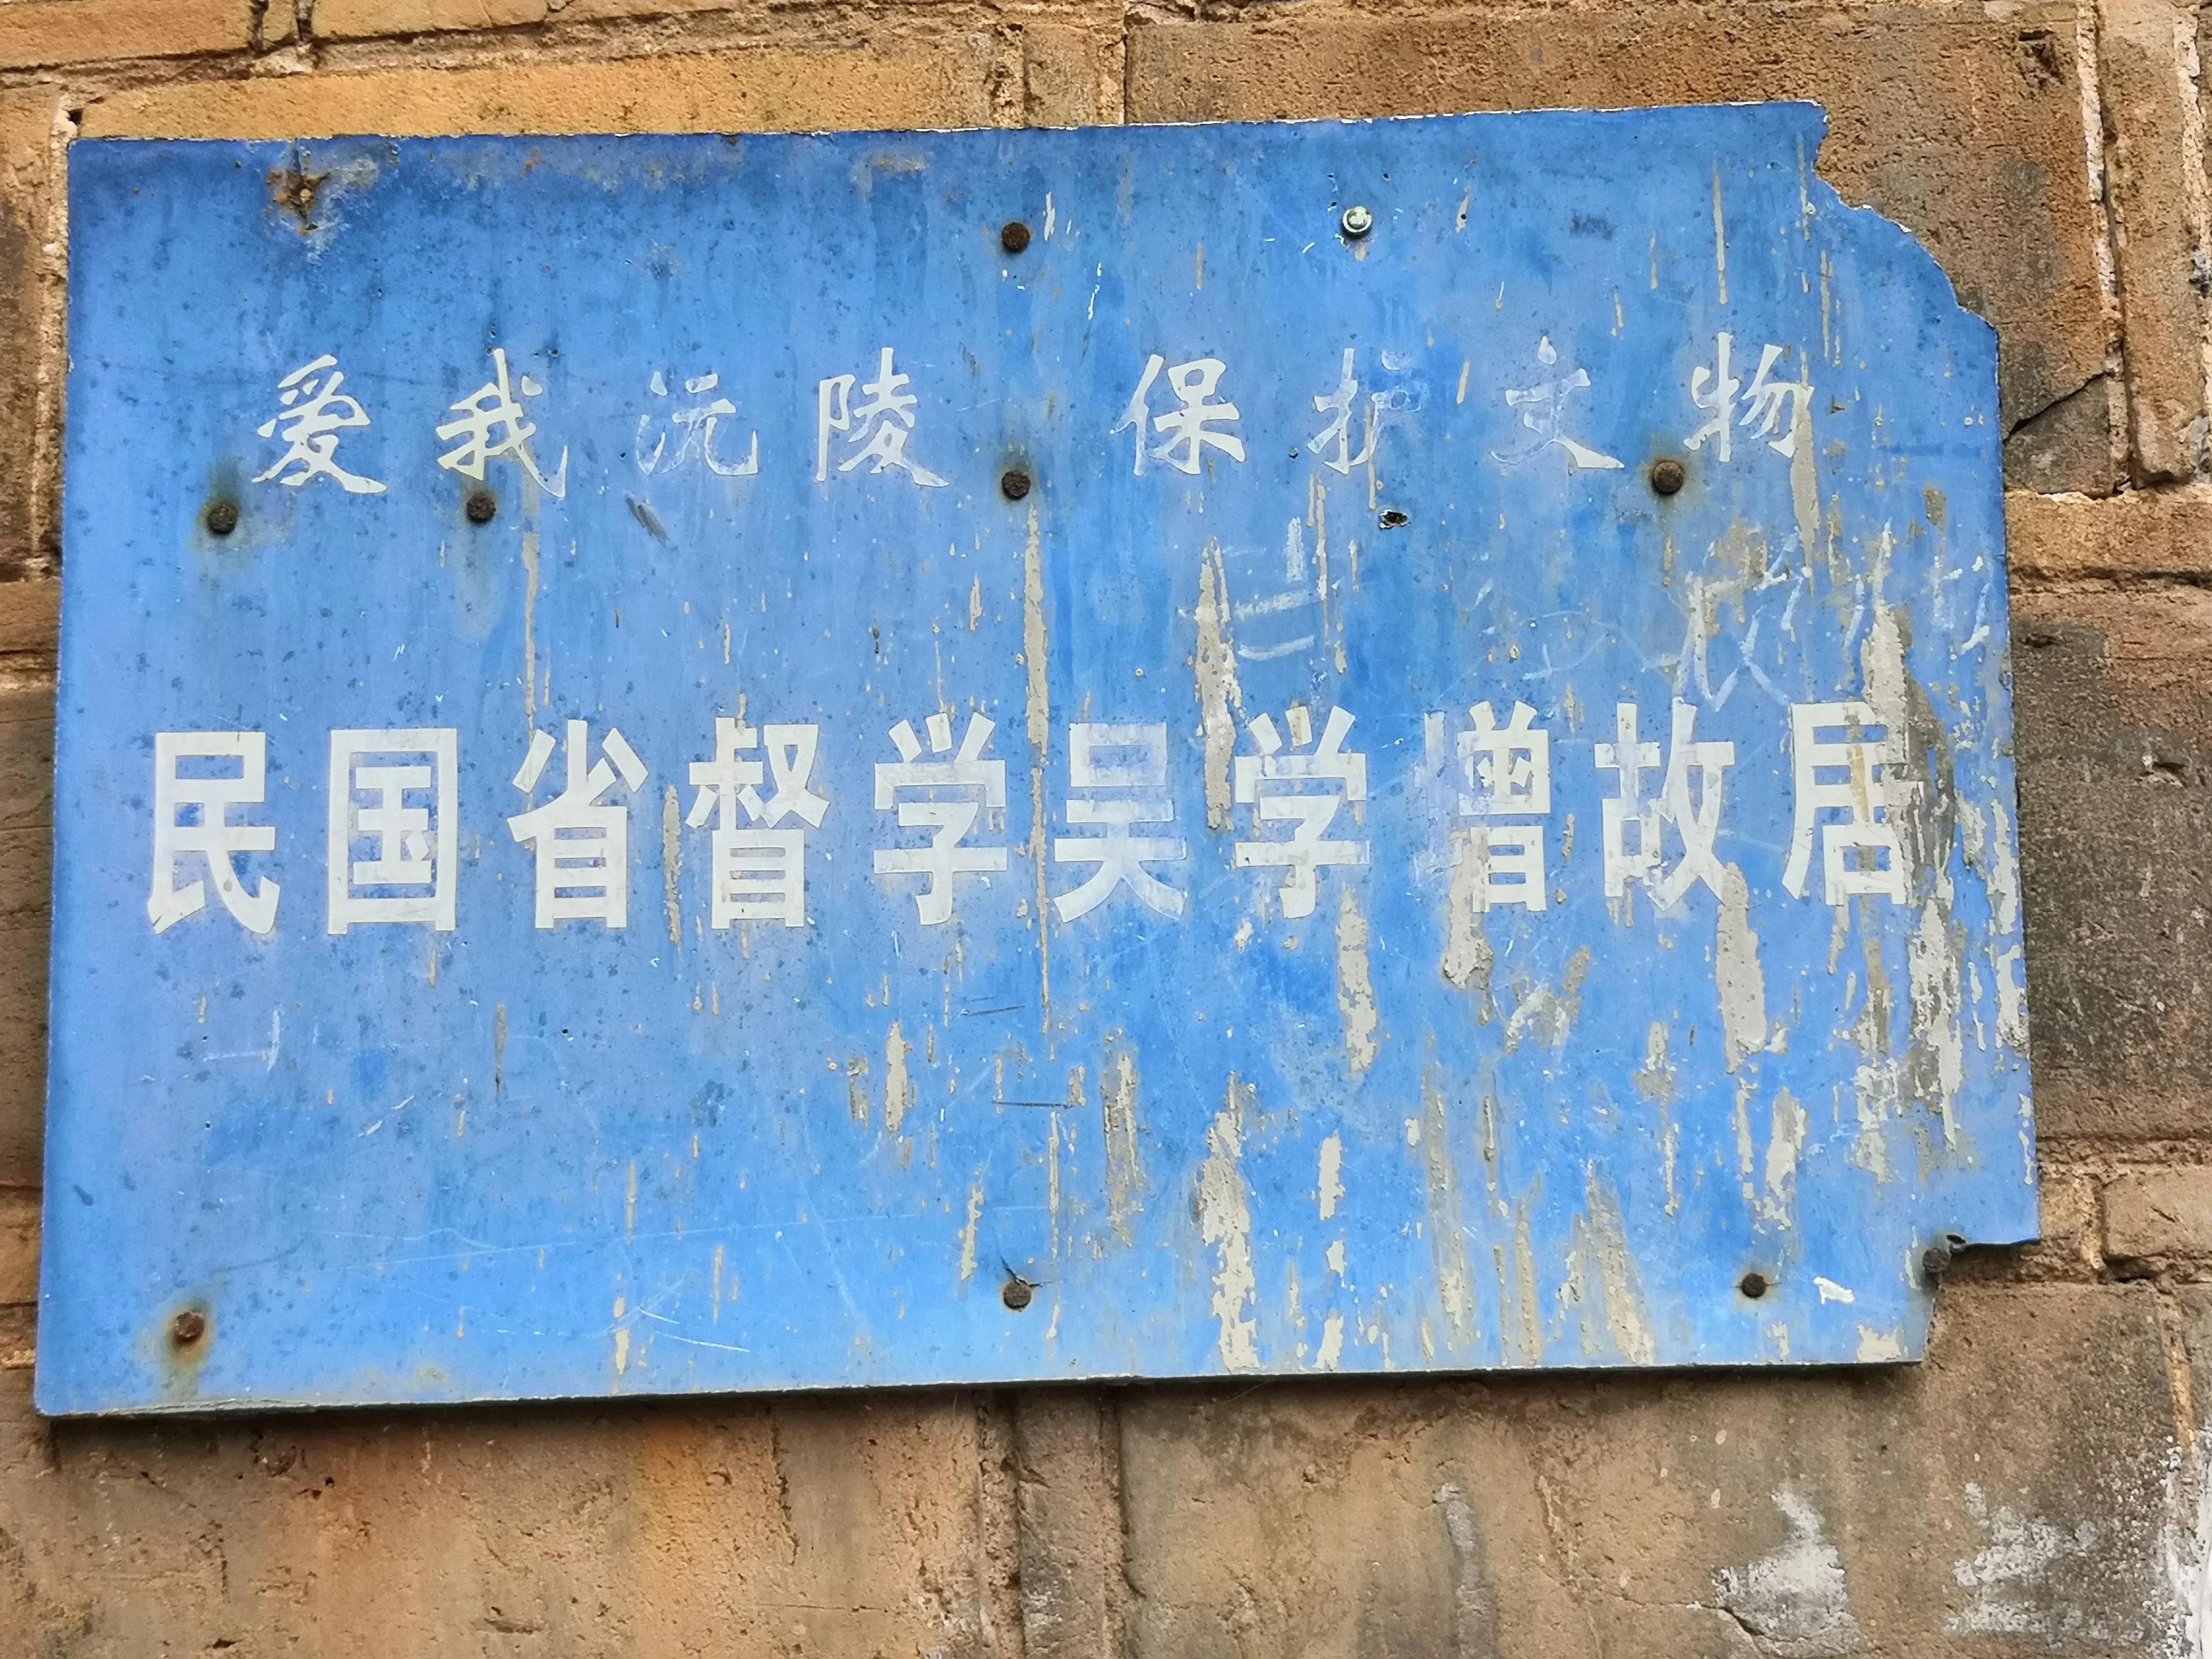 爱我沅陵 保护文物
民国省督学吴学增故居